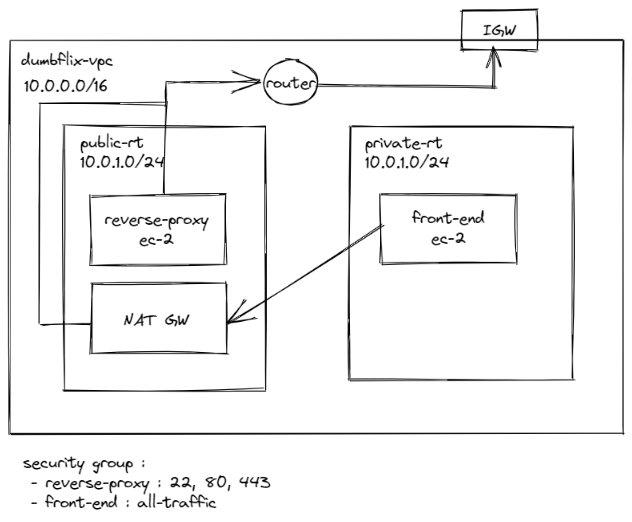 IGW
dumbflix-vpc
10.0.0.0/16
router
public-rt
10.0.1.0/24
private-rt
10.0.1.0/24
reverse-proxy
ec-2
front-end
ec-2
NAT GW
security group :
- reverse-proxy : 22, 80, 443
- front-end : all-traffic